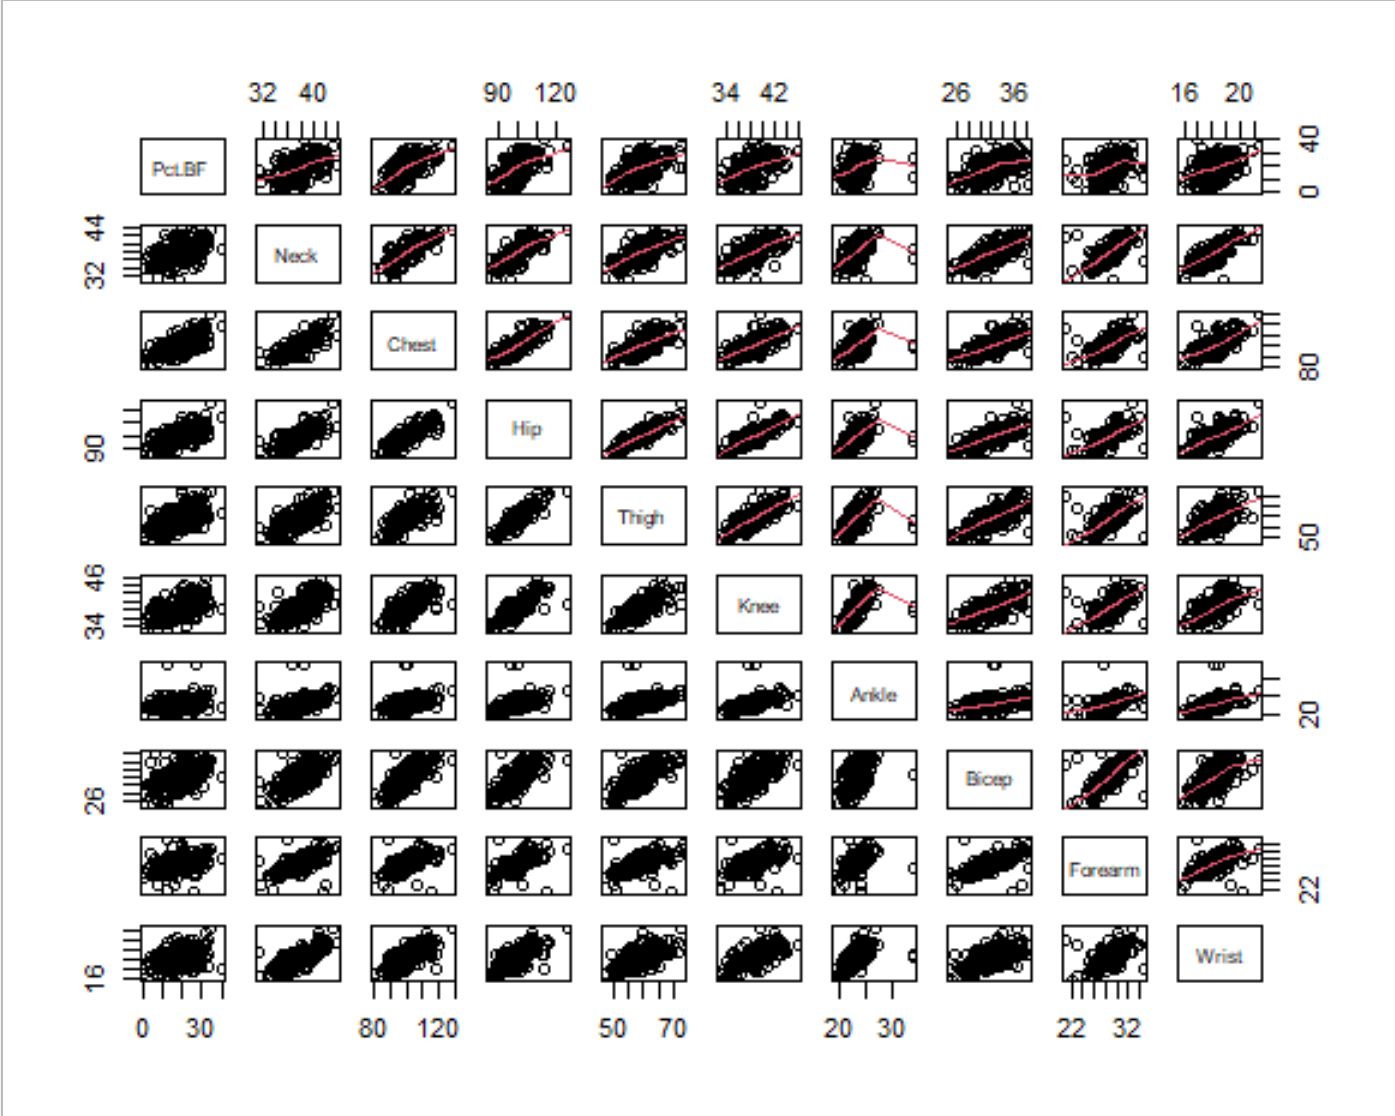 32 40 90 120 34 42 26 36 16 20
Pct.BF 0 40
32 44 Neck
Chest 80
90 Hip
Thigh 50
34 46 Knee
Ankle 20
26 Bicep
Forearm 22
16 Wrist
0 30 80 120 50 70 20 30 22 32